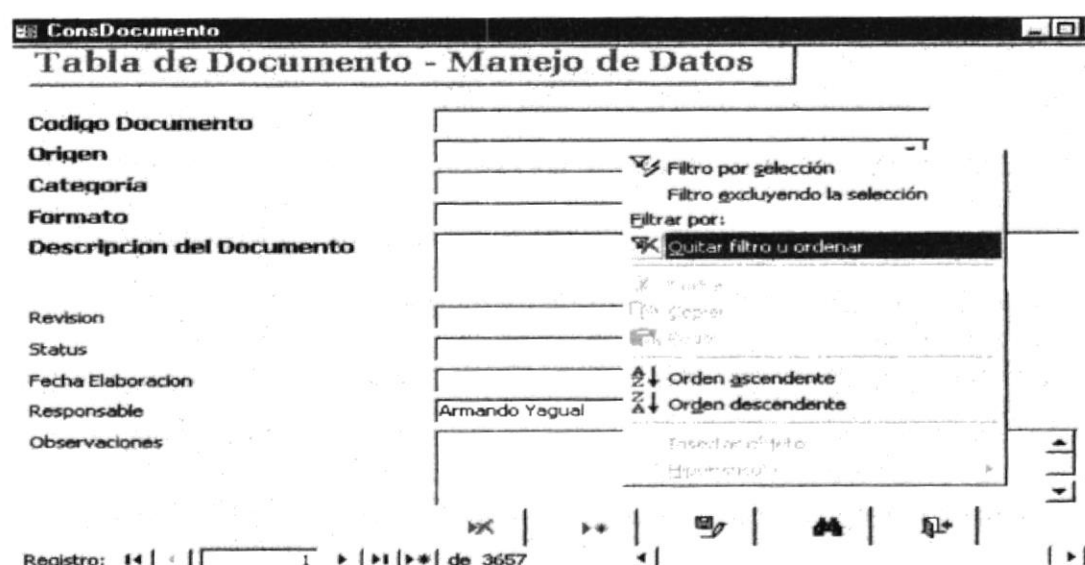 ConsDocumento
Tabla de Documento - Manejo de Datos
Codigo Documento
Origen
Categoría
Formato
Descripcion del Documento
Revision
Status
Fecha Elaboracion
Responsable
Armando Yagual
Observaciones
Filtro por selección
Filtro excluyendo la selección
Filtrar por:
Quitar filtro u ordenar
Copiar
Orden ascendente
Orden descendente
Registro: 1 de 3657